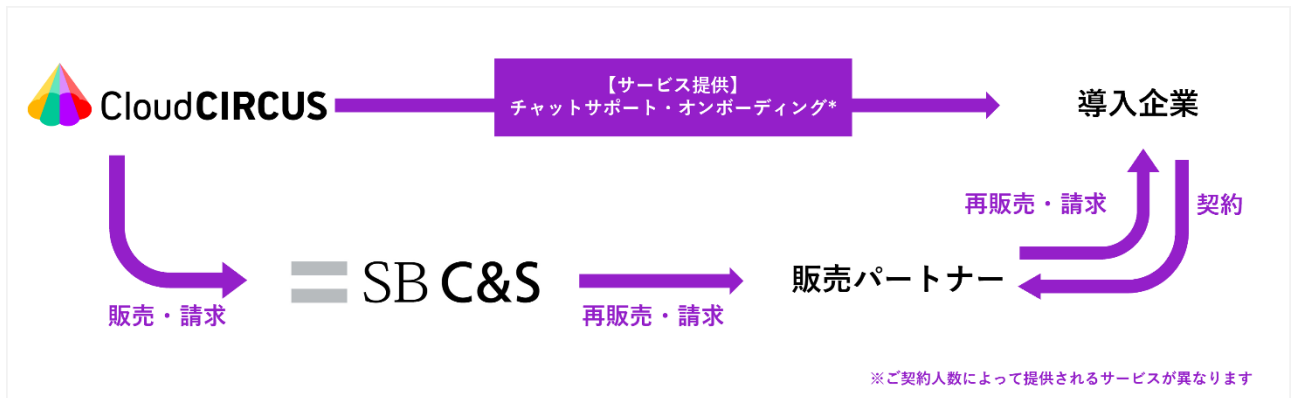 CloudCIRCUS
【サービス提供】
チャットサポート・オンボーディング*
導入企業
再販売・請求
契約
SB C&S
販売パートナー
販売・請求
再販売・請求
※ご契約人数によって提供されるサービスが異なります